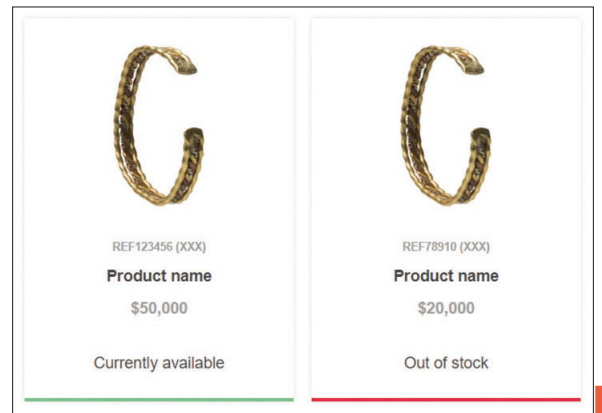 REF123456 (XXX)
Product name
$50,000
Currently available
REF78910 (XXX)
Product name
$20,000
Out of stock